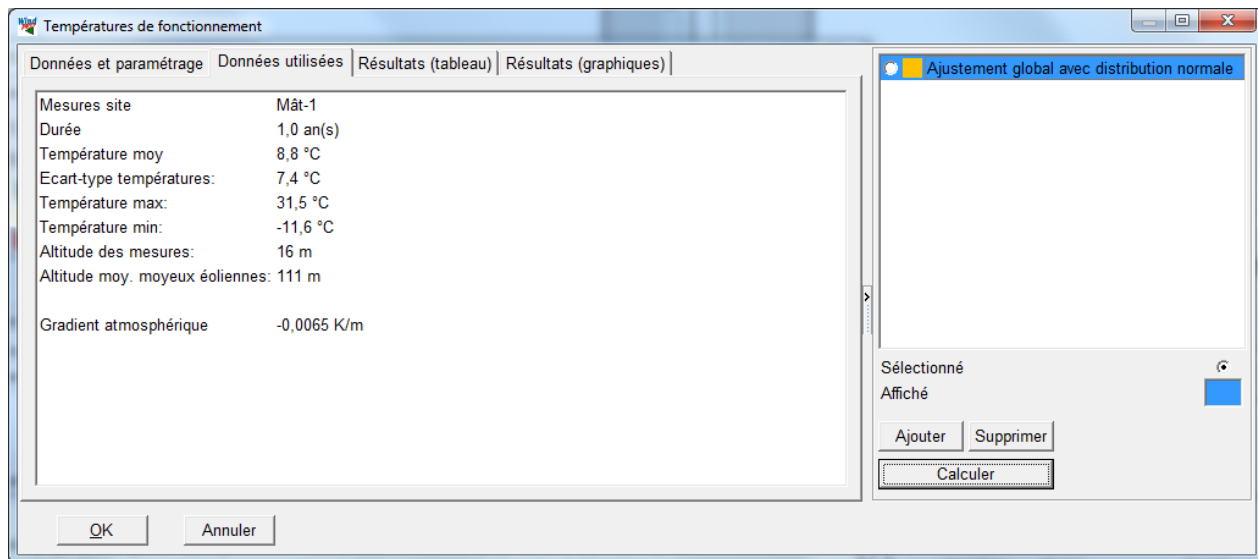 Wind
Températures de fonctionnement
Données et paramétrage Données utilisées Résultats (tableau) Résultats (graphiques)
Mesures site Mât-1
Durée 1,0 an(s)
Température moy 8,8 °C
Ecart-type températures: 7,4 °C
Température max: 31,5 °C
Température min: -11,6 °C
Altitude des mesures: 16 m
Altitude moy. moyeux éoliennes: 111 m
Gradient atmosphérique -0,0065 K/m
Ajustement global avec distribution normale
Sélectionné
Affiché
Ajouter Supprimer
Calculer
OK Annuler